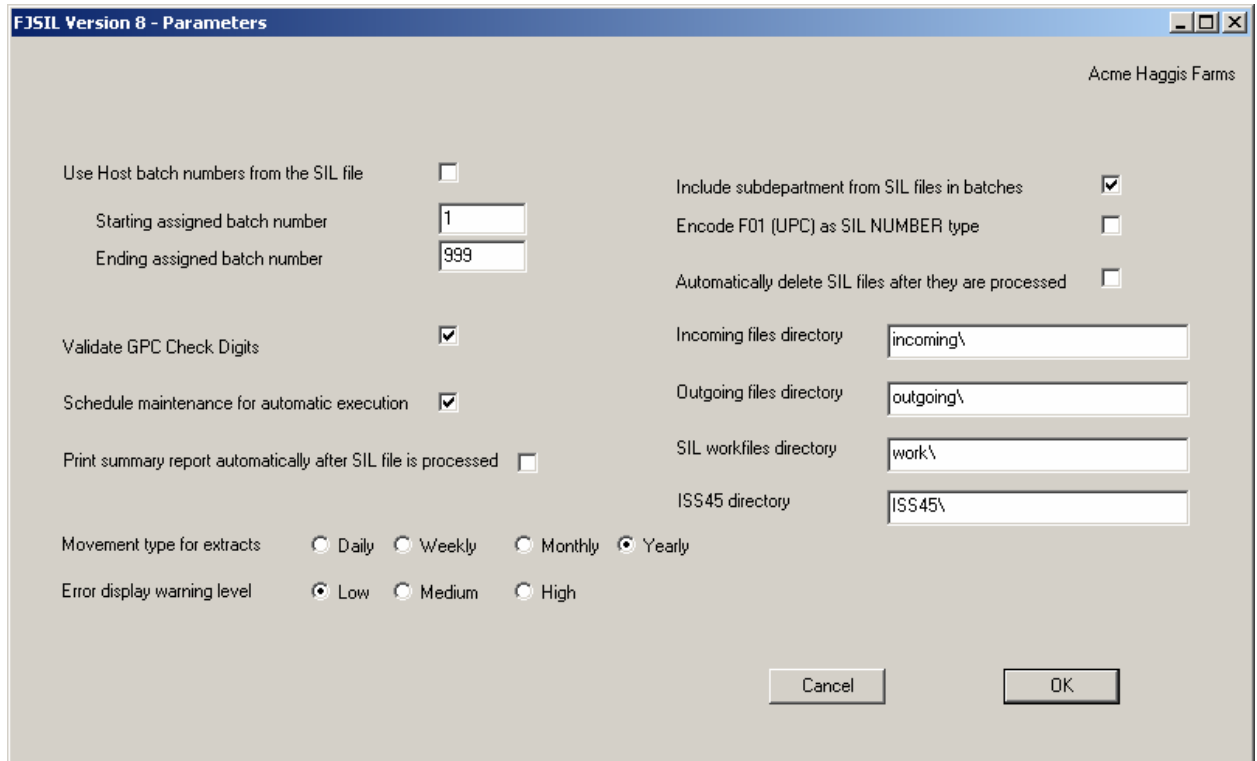 FJSIL Version 8 - Parameters
Acme Haggis Farms
Use Host batch numbers from the SIL file
Starting assigned batch number 1
Ending assigned batch number 999
Validate GPC Check Digits
Schedule maintenance for automatic execution
Print summary report automatically after SIL file is processed
Include subdepartment from SIL files in batches
Encode F01 (UPC) as SIL NUMBER type
Automatically delete SIL files after they are processed
Incoming files directory incoming\
Outgoing files directory outgoing\
SIL workfiles directory work\
ISS45 directory ISS45\
Movement type for extracts Daily Weekly Monthly Yearly
Error display warning level Low Medium High
Cancel OK